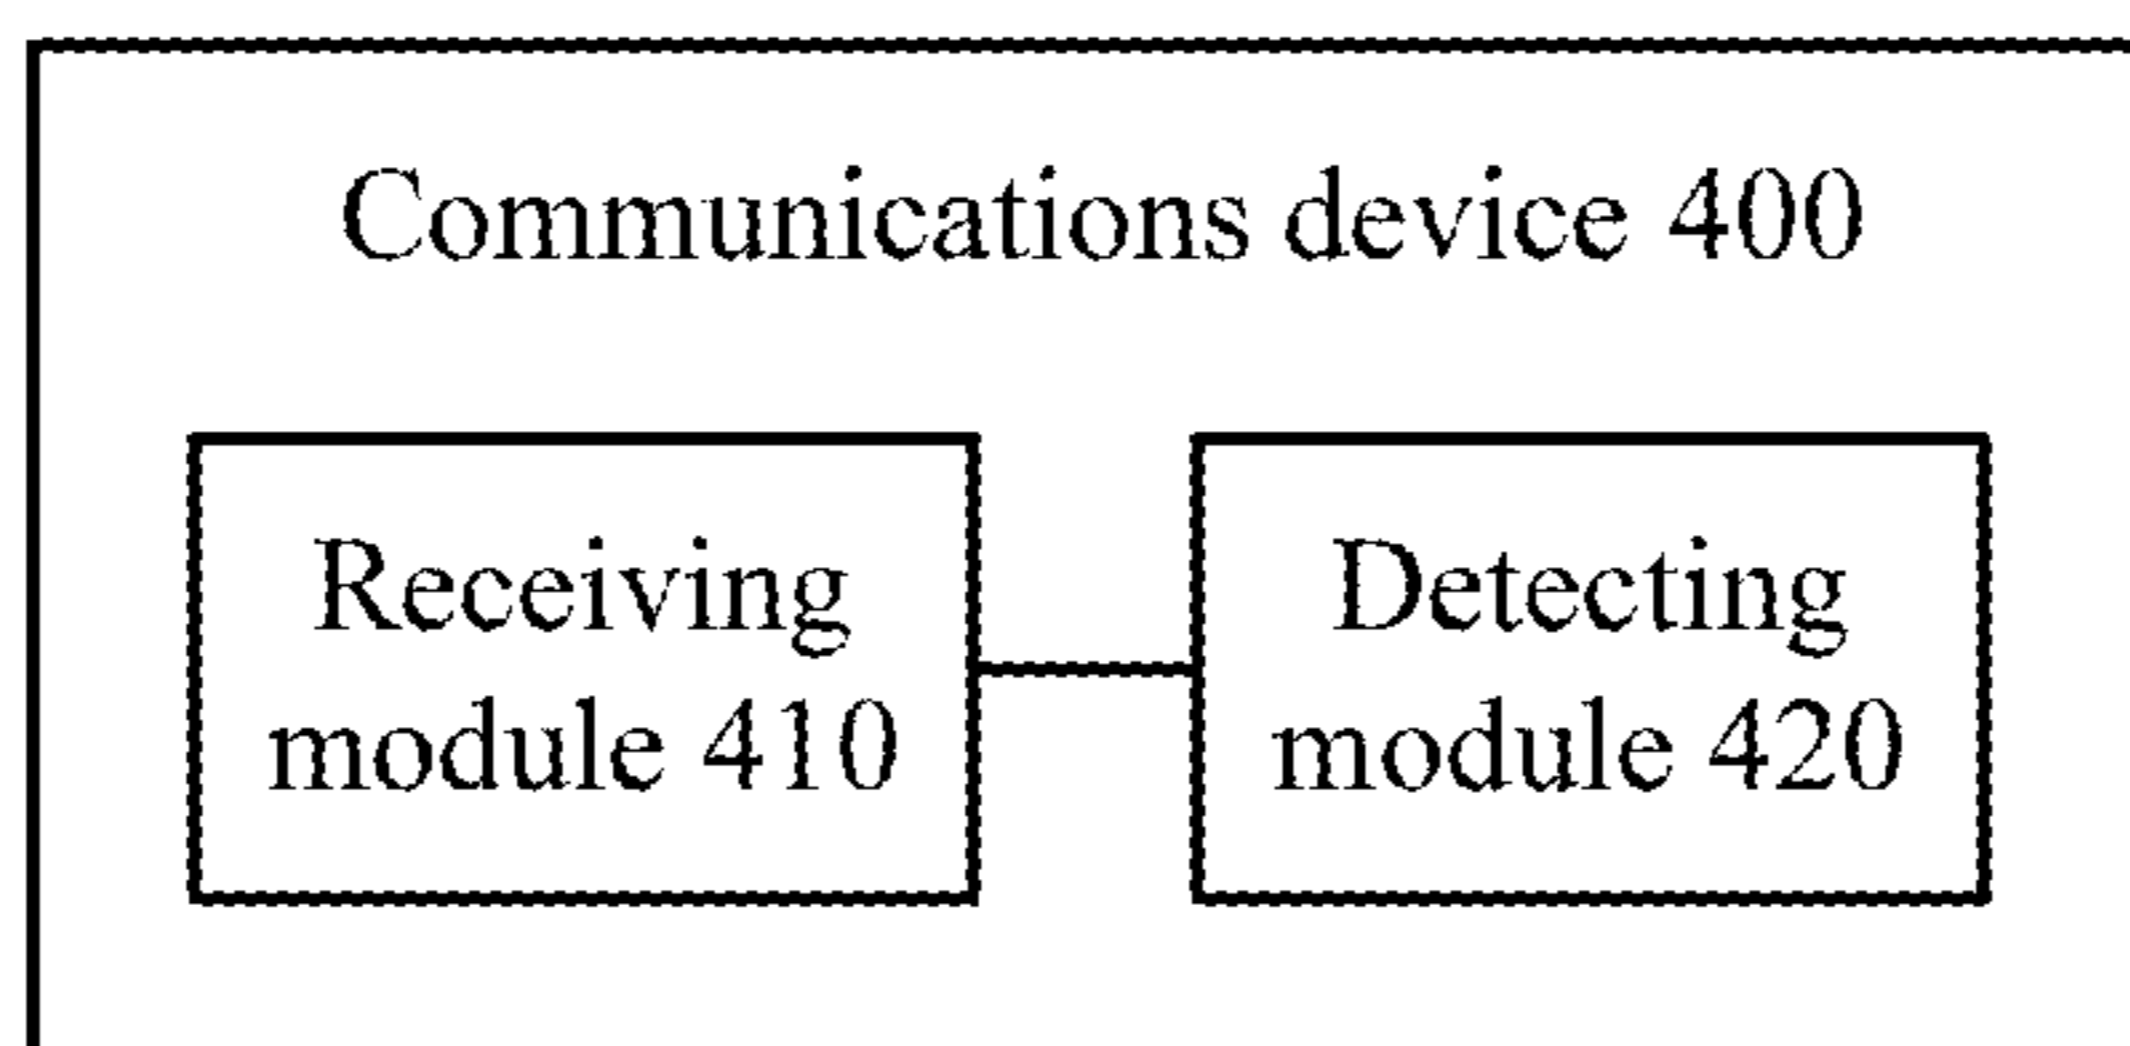 Communications device 400
Receiving
module 410
Detecting
module 420